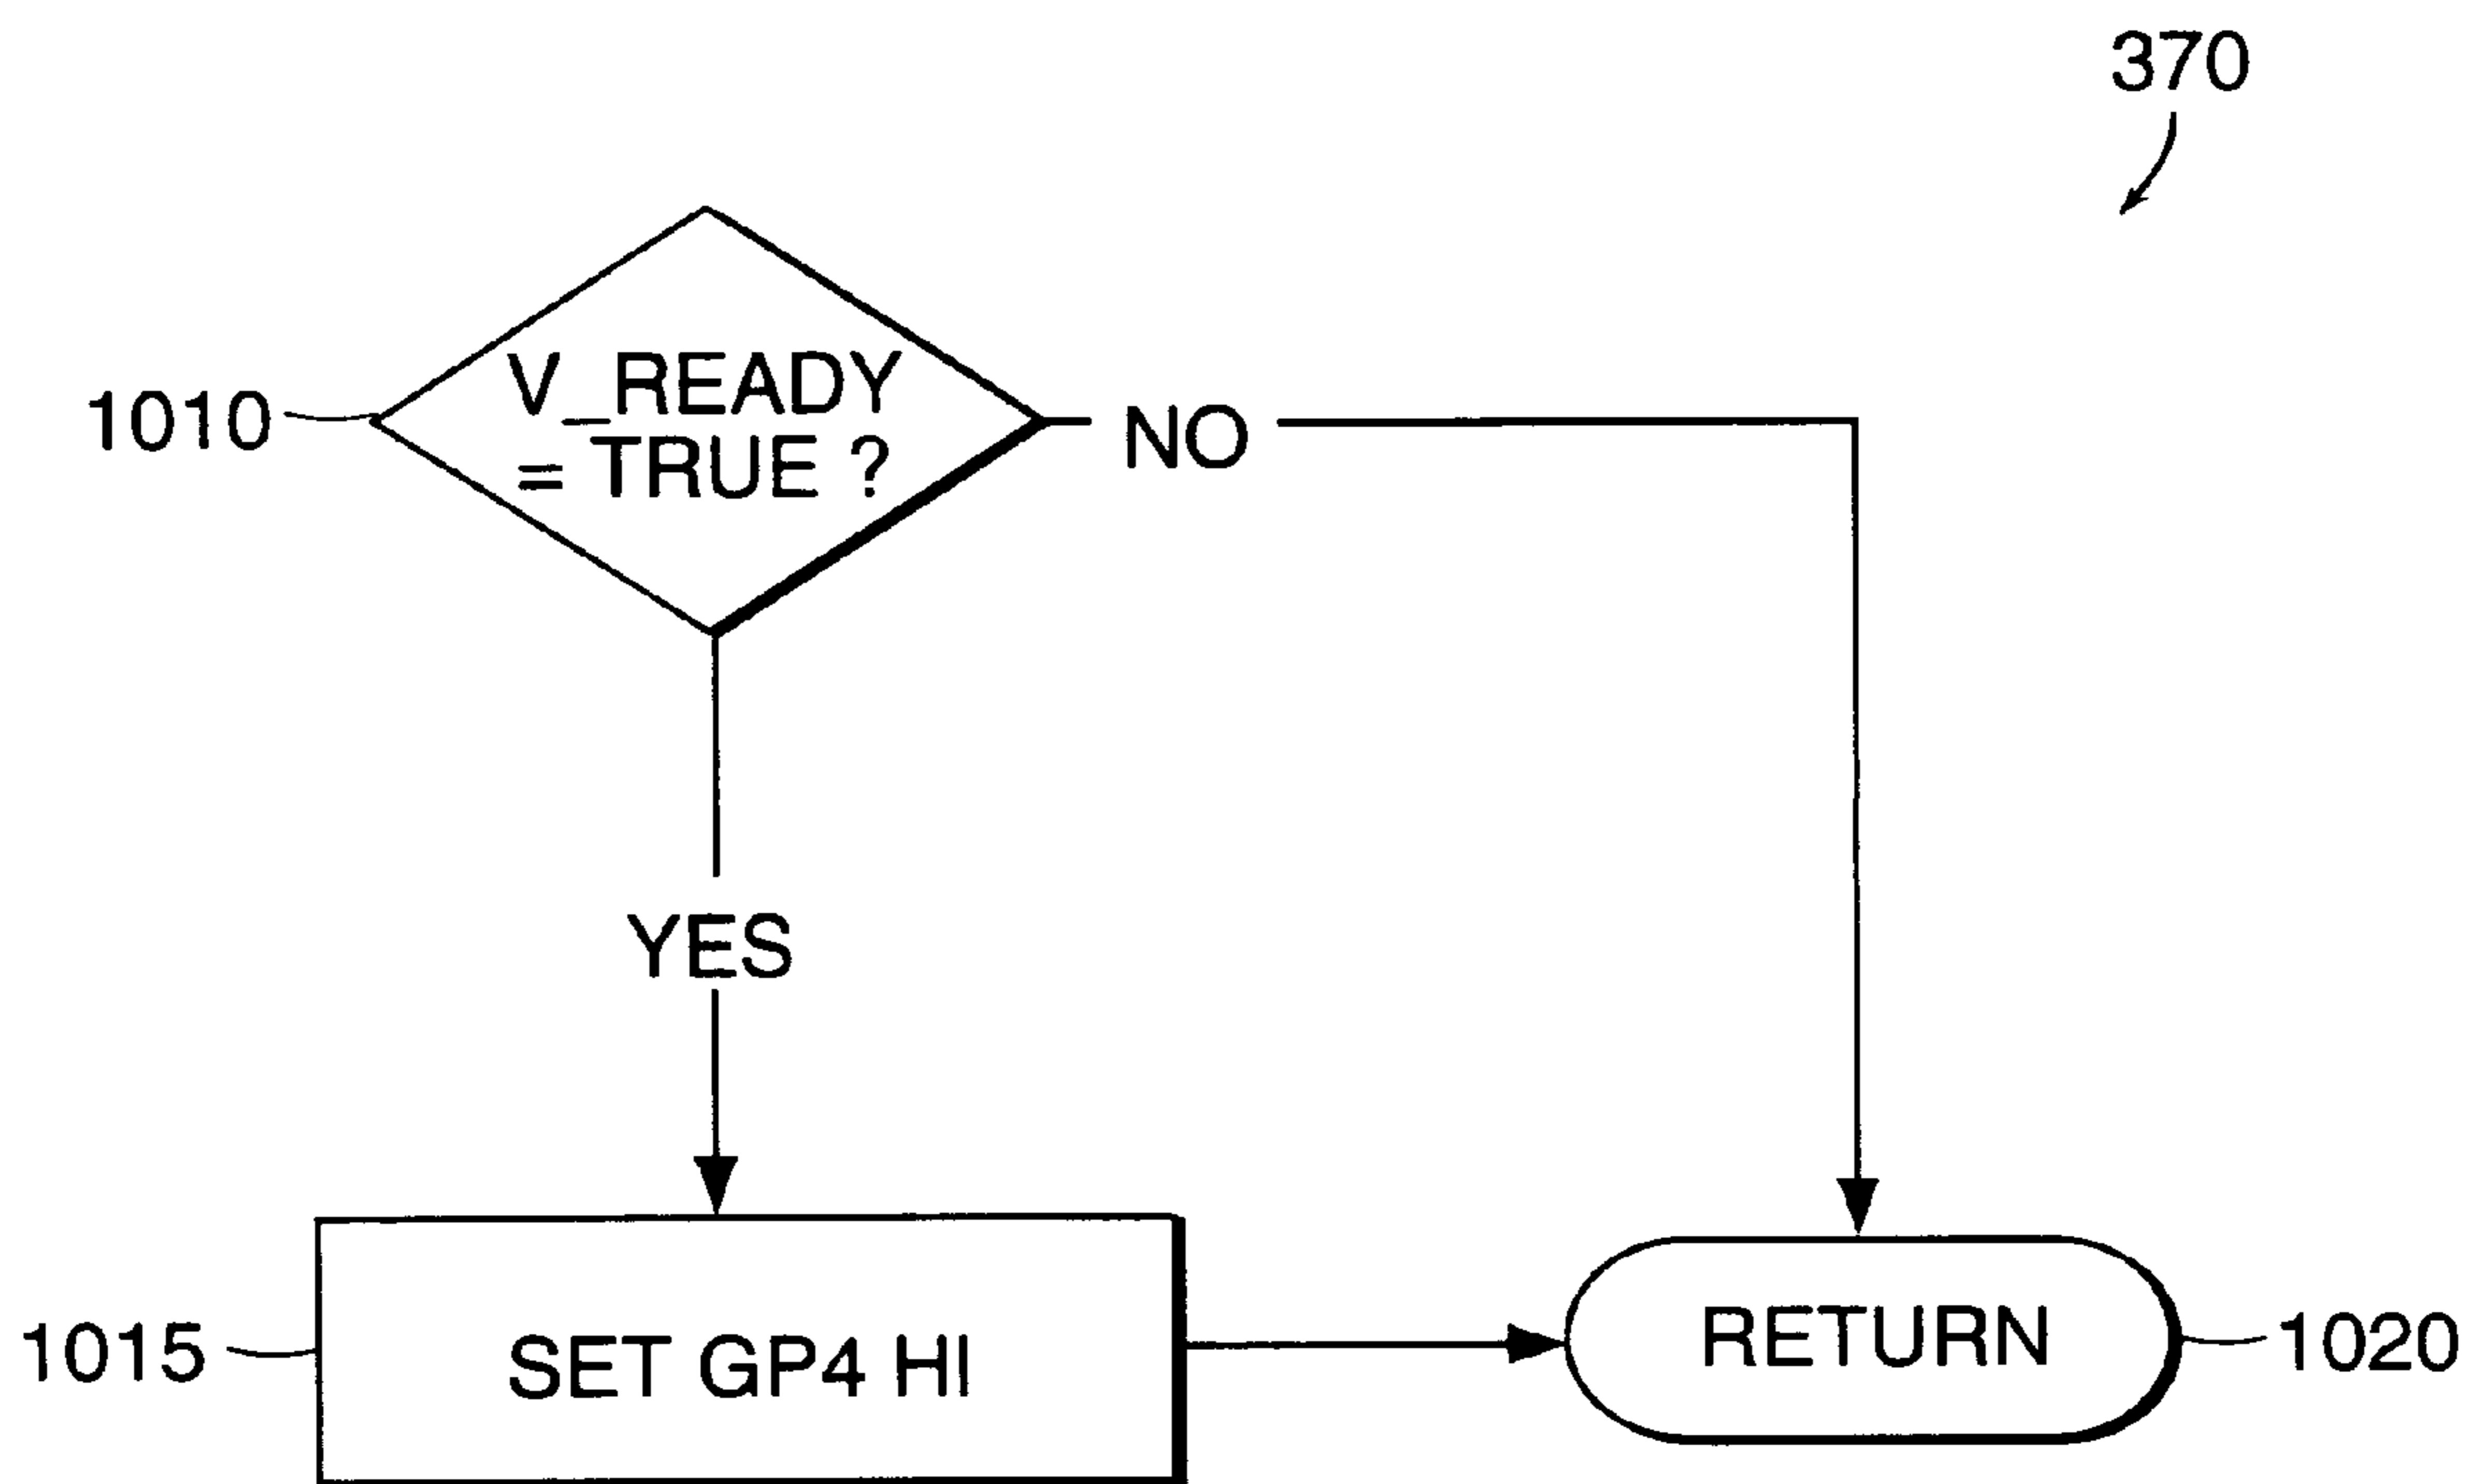 370
1010
V_READY
= TRUE ?
NO
YES
1015
SET GP4 HI
RETURN
1020